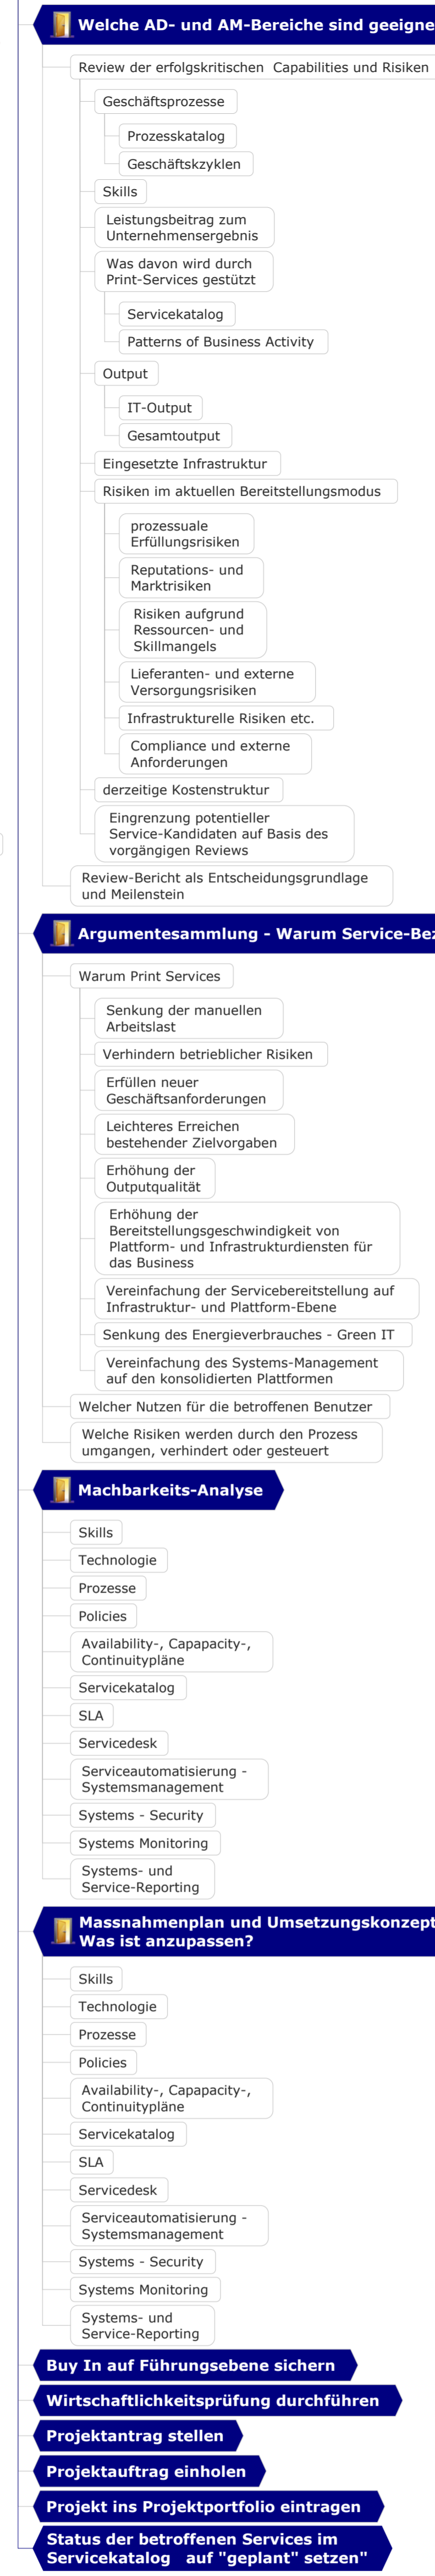 Welche AD- und AM-Bereiche sind geeigne
Review der erfolgskritischen Capabilities und Risiken
Geschäftsprozesse
Prozesskatalog
Geschäftskzyklen
Skills
Leistungsbeitrag zum
Unternehmensergebnis
Was davon wird durch
Print-Services gestützt
Servicekatalog
Patterns of Business Activity
Output
IT-Output
Gesamtoutput
Eingesetzte Infrastruktur
Risiken im aktuellen Bereitstellungsmodus
prozessuale
Erfüllungsrisiken
Reputations- und
Marktrisiken
Risiken aufgrund
Ressourcen- und
Skillmangels
Lieferanten- und externe
Versorgungsrisiken
Infrastrukturelle Risiken etc.
Compliance und externe
Anforderungen
derzeitige Kostenstruktur
Eingrenzung potentieller
Service-Kandidaten auf Basis des
vorgängigen Reviews
Review-Bericht als Entscheidungsgrundlage
und Meilenstein
Argumentesammlung - Warum Service-Bez
Warum Print Services
Senkung der manuellen
Arbeitslast
Verhindern betrieblicher Risiken
Erfüllen neuer
Geschäftsanforderungen
Leichteres Erreichen
bestehender Zielvorgaben
Erhöhung der
Outputqualität
Erhöhung der
Bereitstellungsgeschwindigkeit von
Plattform- und Infrastrukturdiensten für
das Business
Vereinfachung der Servicebereitstellung auf
Infrastruktur- und Plattform-Ebene
Senkung des Energieverbrauches - Green IT
Vereinfachung des Systems-Management
auf den konsolidierten Plattformen
Welcher Nutzen für die betroffenen Benutzer
Welche Risiken werden durch den Prozess
umgangen, verhindert oder gesteuert
Machbarkeits-Analyse
Skills
Technologie
Prozesse
Policies
Availability-, Capapacity-,
Continuitypläne
Servicekatalog
SLA
Servicedesk
Serviceautomatisierung -
Systemsmanagement
Systems - Security
Systems Monitoring
Systems- und
Service-Reporting
Massnahmenplan und Umsetzungskonzept
Was ist anzupassen?
Skills
Technologie
Prozesse
Policies
Availability-, Capapacity-,
Continuitypläne
Servicekatalog
SLA
Servicedesk
Serviceautomatisierung -
Systemsmanagement
Systems - Security
Systems Monitoring
Systems- und
Service-Reporting
Buy In auf Führungsebene sichern
Wirtschaftlichkeitsprüfung durchführen
Projektantrag stellen
Projektauftrag einholen
Projekt ins Projektportfolio eintragen
Status der betroffenen Services im
Servicekatalog auf "geplant" setzen"